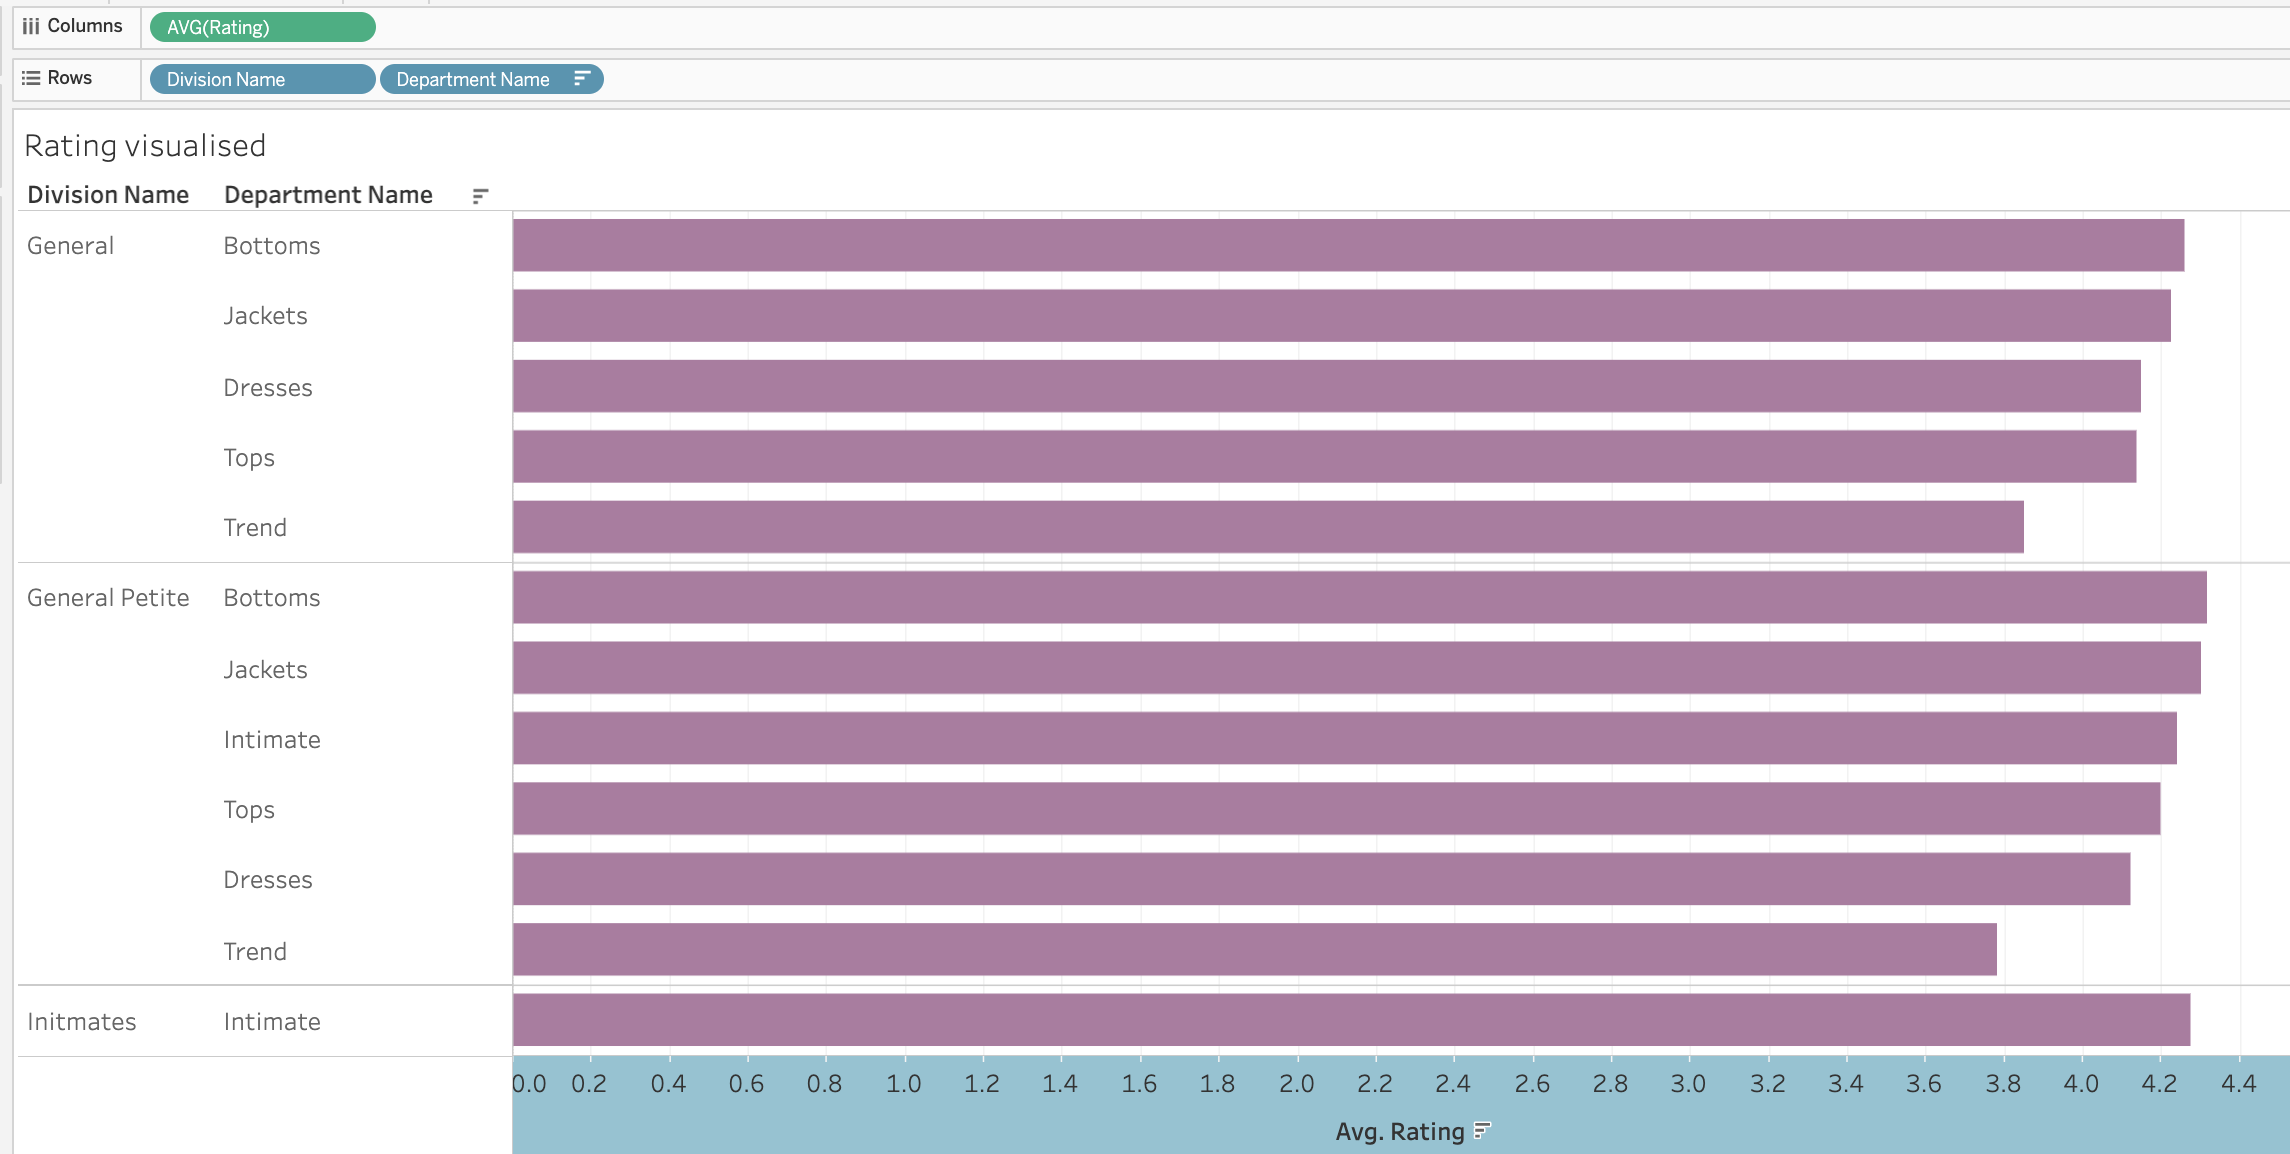 Columns AVG(Rating)
Rows Division Name Department Name
Rating visualised
Division Name Department Name
General Bottoms
Jackets
Dresses
Tops
Trend
General Petite Bottoms
Jackets
Intimate
Tops
Dresses
Trend
Initmates Intimate
0.0 0.2 0.4 0.6 0.8 1.0 1.2 1.4 1.6 1.8 2.0 2.2 2.4 2.6 2.8 3.0 3.2 3.4 3.6 3.8 4.0 4.2 4.4
Avg. Rating